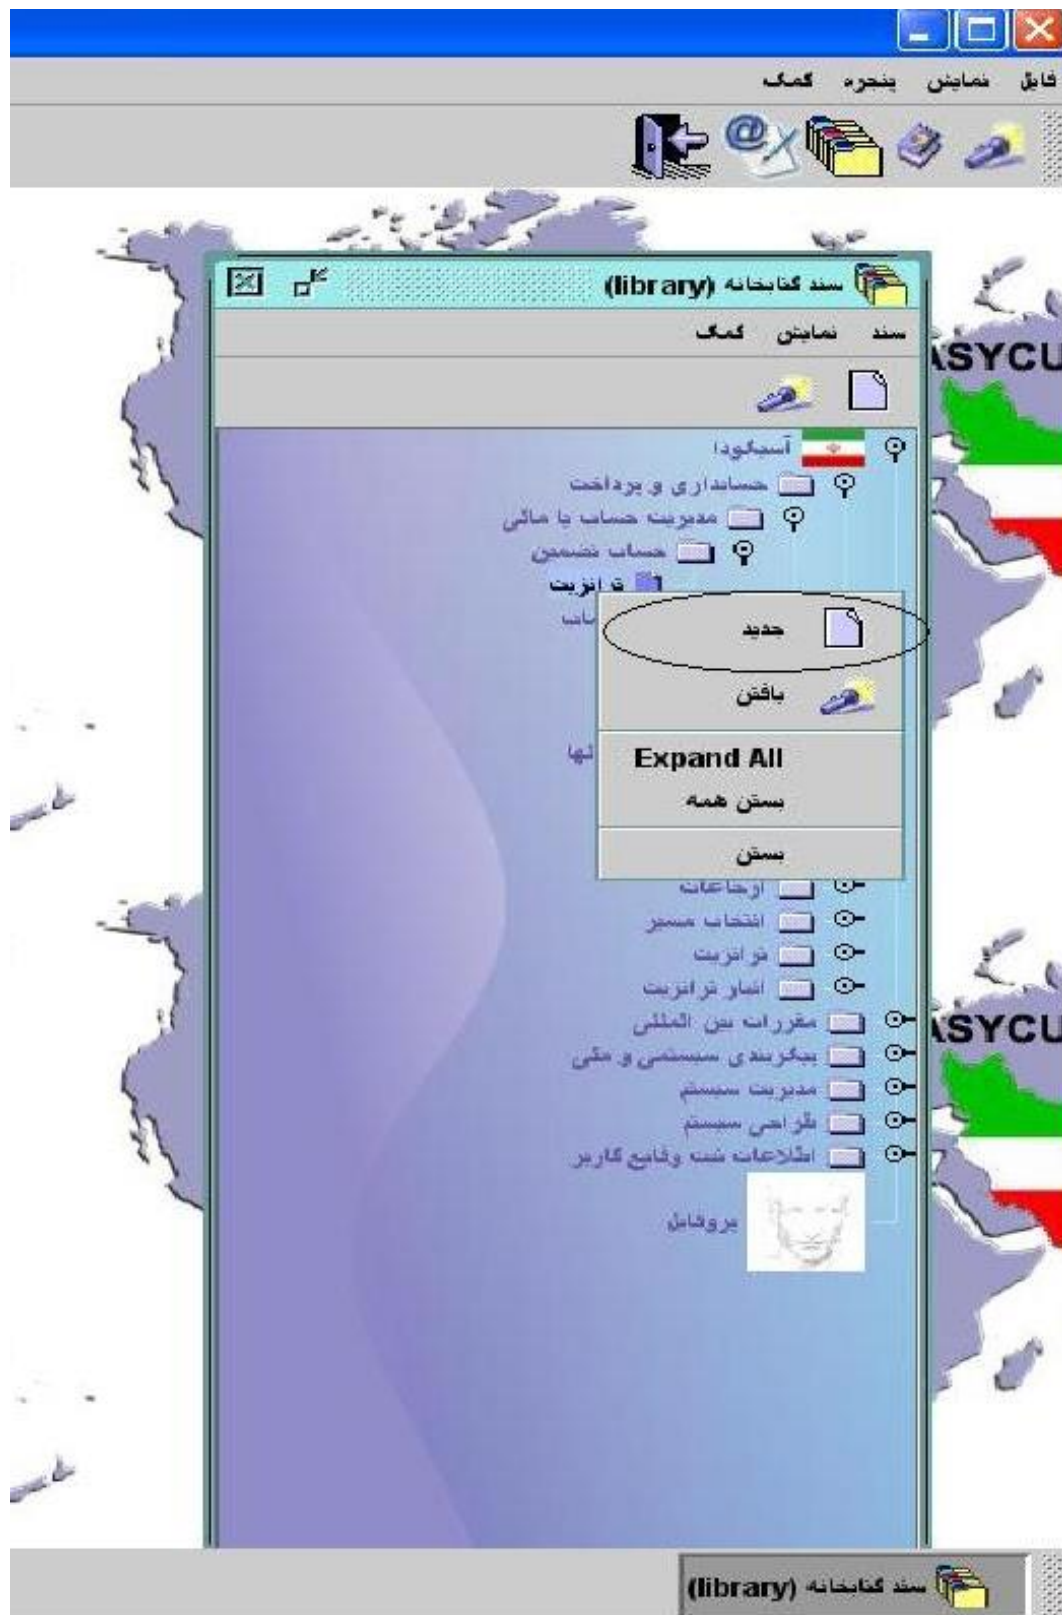 فایل نمایش پنجره کمک
سند کتابخانه (library)
سند نمایش کمک
ASYCU
آسیکودا
حسابداری و پرداخت
مدیریت حساب یا مالی
حساب تضمین
ترانزیت
جدید
یافتن
Expand All
بستن همه
بستن
ارجاعات
انتخاب مسیر
ترانزیت
انبار ترانزیت
مقررات بین المللی
ASYCU
پیکربندی سیستمی و ملی
مدیریت سیستم
طراحی سیستم
اطلاعات ثبت وقایع کاربر
پروفایل
سند کتابخانه (library)